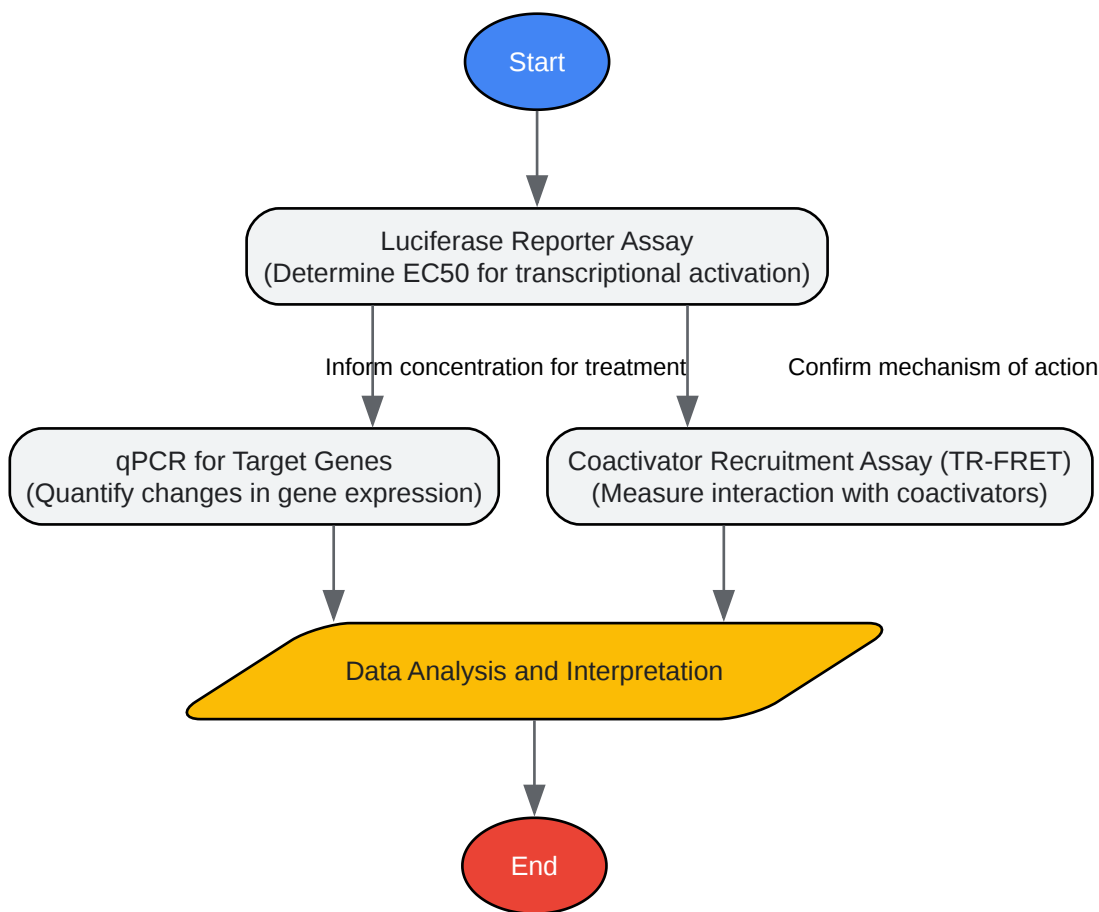 Start
Luciferase Reporter Assay
(Determine EC50 for transcriptional activation)
Inform concentration for treatment
Confirm mechanism of action
qPCR for Target Genes
(Quantify changes in gene expression)
Coactivator Recruitment Assay (TR-FRET)
(Measure interaction with coactivators)
Data Analysis and Interpretation
End